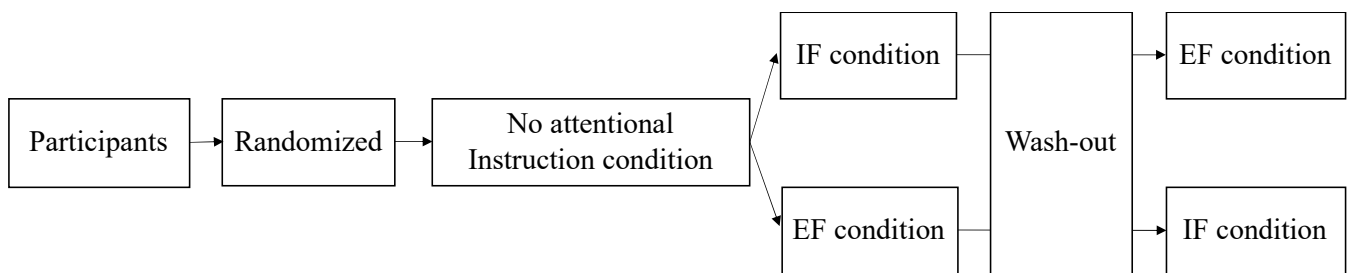 Participants
Randomized
No attentional
Instruction condition
IF condition
EF condition
Wash-out
EF condition
IF condition